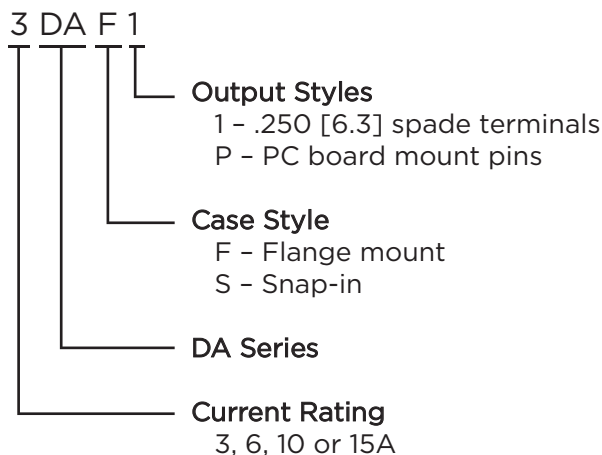 3 DA F 1
Output Styles
1 – .250 [6.3] spade terminals
P – PC board mount pins
Case Style
F – Flange mount
S – Snap-in
DA Series
Current Rating
3, 6, 10 or 15A